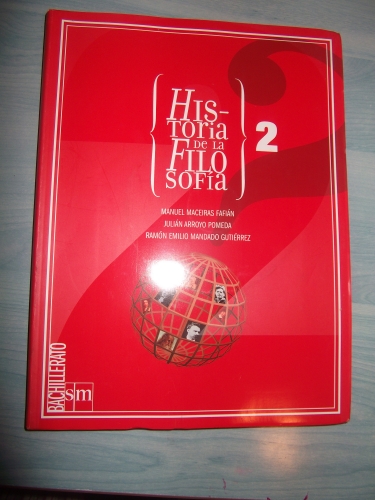 HIS-
TORIA
DE LA
FILO
SOFÍA
2
MANUEL MACEIRAS FAFIÁN
JULIÁN ARROYO POMEDA
RAMÓN EMILIO MANDADO GUTIÉRREZ
BACHILLERATO
sm